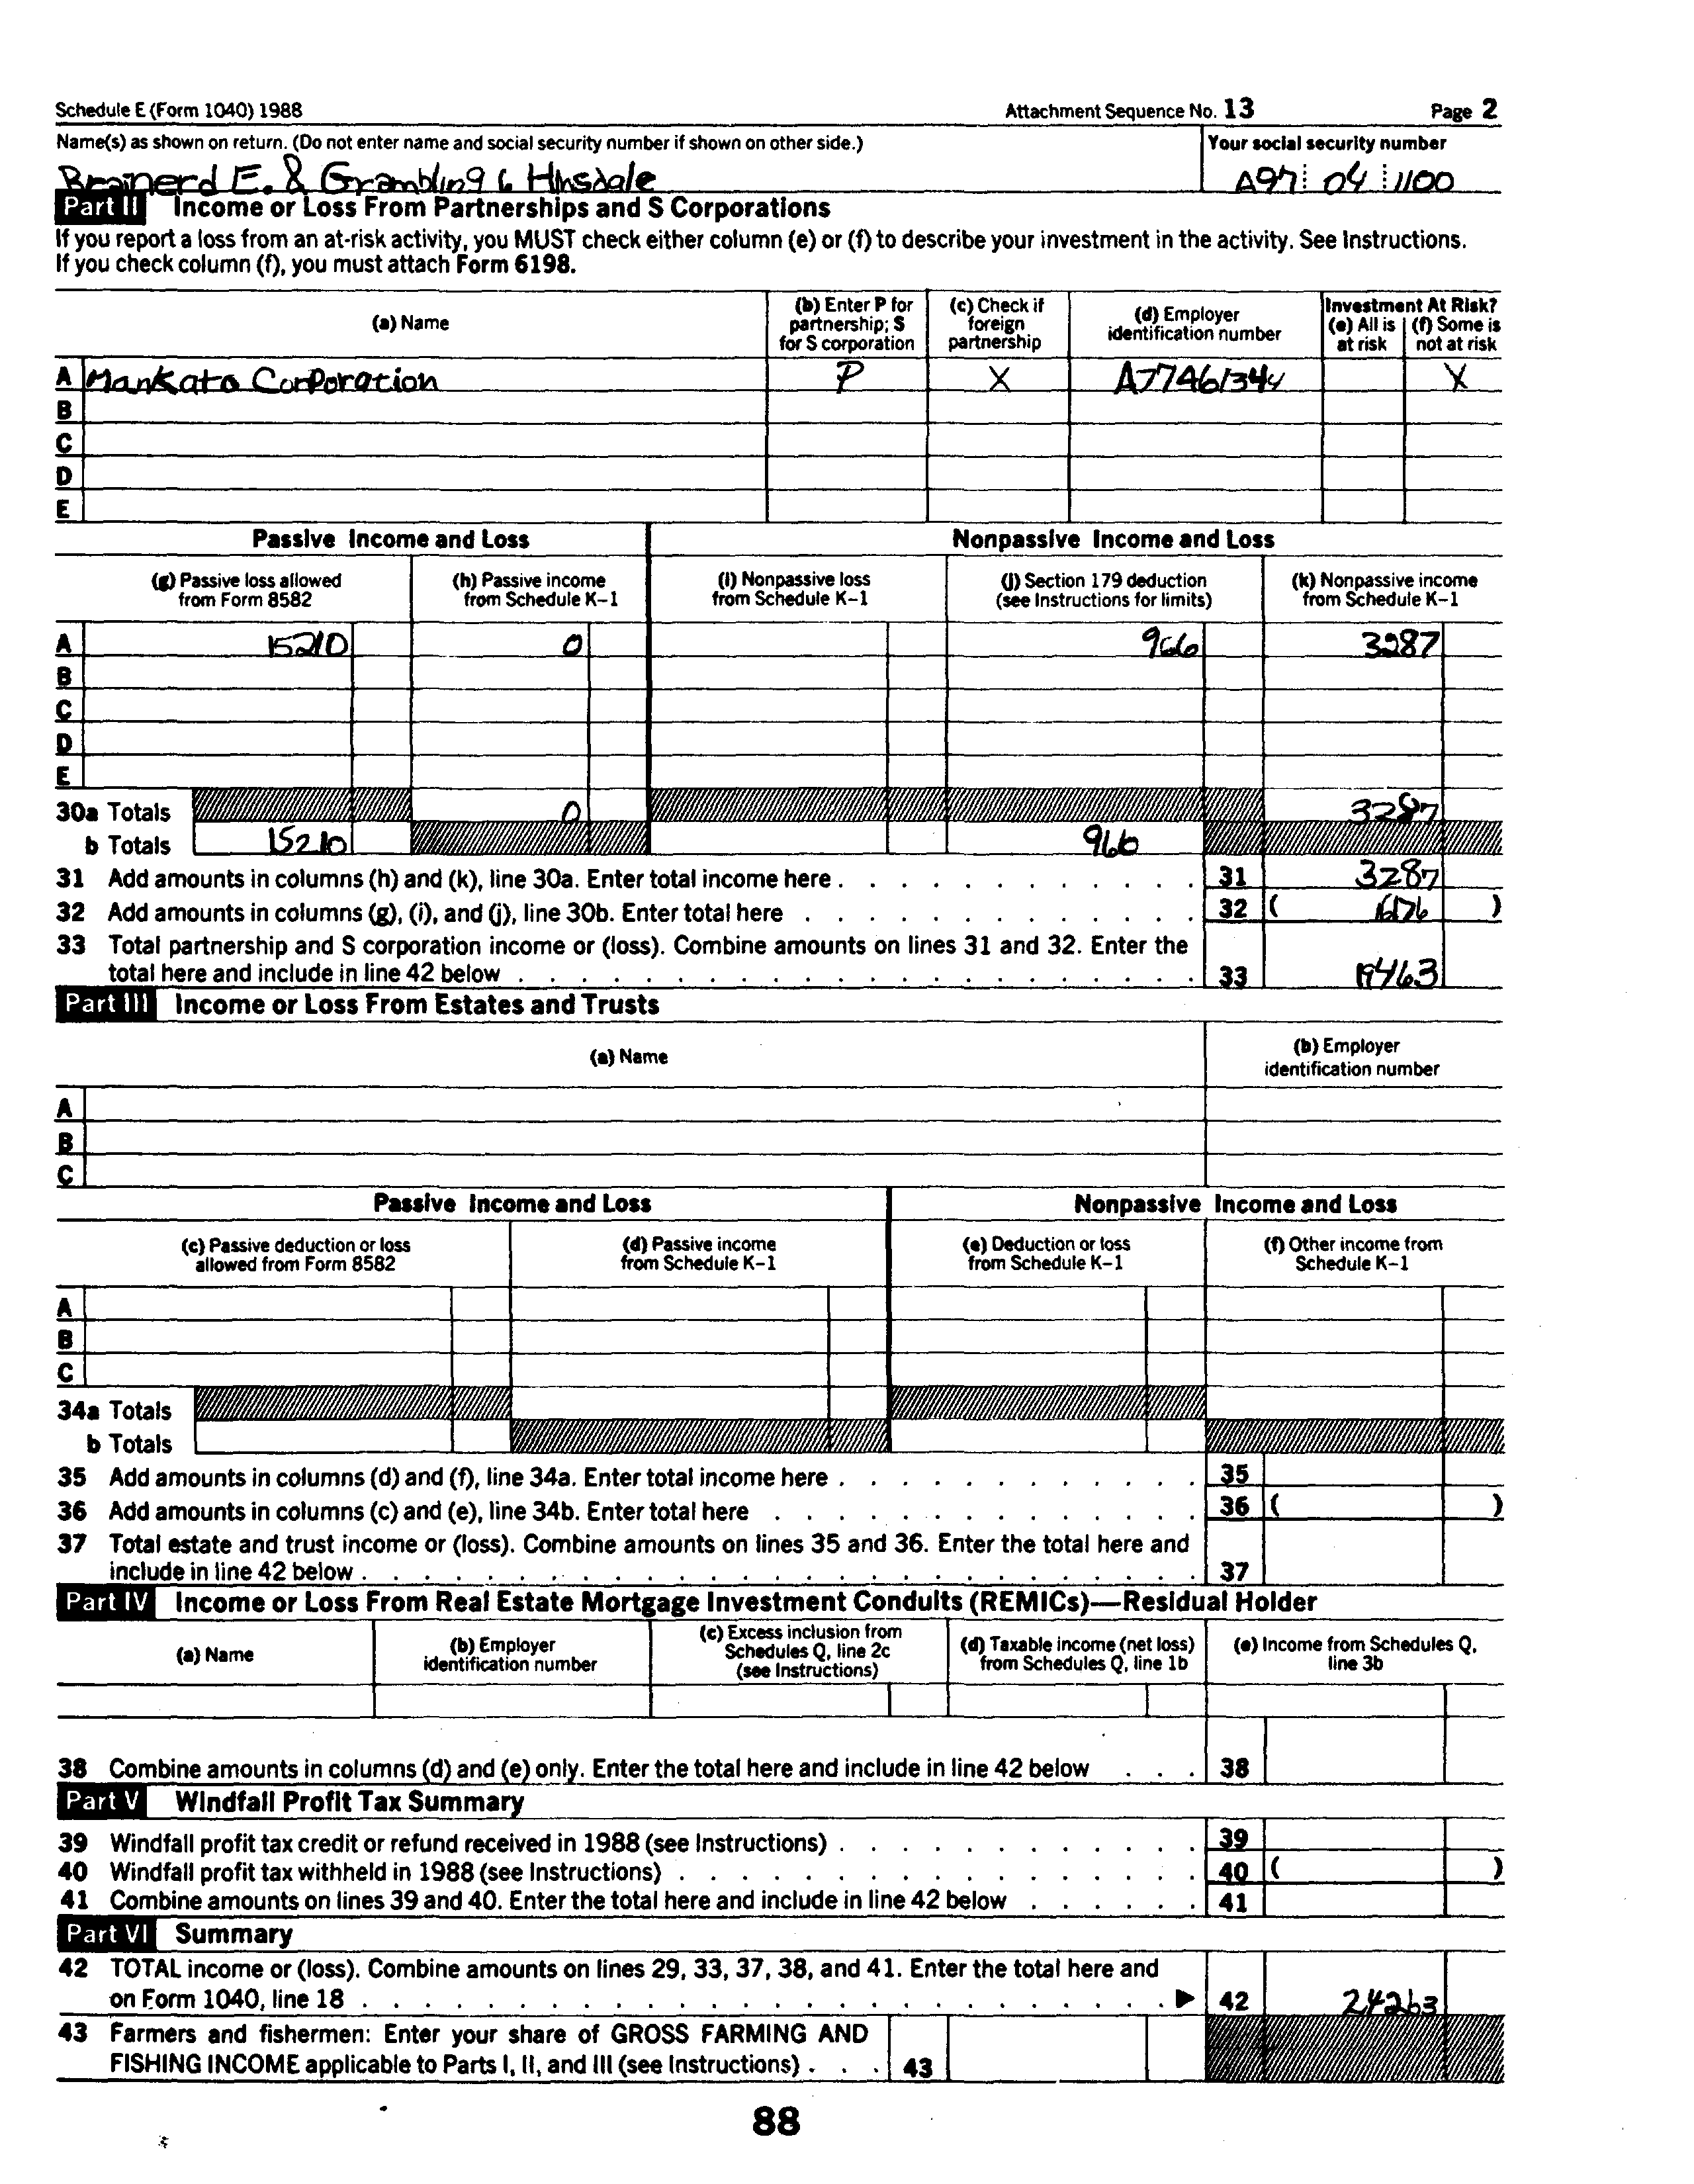 Schedule E (Form 1040) 1988 Attachment Sequence No. 13 Page 2
Name(s) as shown on return. (Do not enter name and social security number if shown on other side.) Your social security number
Brainerd E. & Grambling G Hinsdale A97 04 1100
Part II Income or Loss From Partnerships and S Corporations
If you report a loss from an at-risk activity, you MUST check either column (e) or (f) to describe your investment in the activity. See Instructions.
If you check column (f), you must attach Form 6198.
(a) Name (b) Enter P for partnership; S for S corporation (c) Check if foreign partnership (d) Employer identification number Investment At Risk? (e) All is at risk (f) Some is not at risk
A Mankato Corporation P X A77461344 X
B
C
D
E
Passive Income and Loss Nonpassive Income and Loss
(g) Passive loss allowed from Form 8582 (h) Passive income from Schedule K-1 (i) Nonpassive loss from Schedule K-1 (j) Section 179 deduction (see Instructions for limits) (k) Nonpassive income from Schedule K-1
A 15210 0 966 3287
B
C
D
E
30a Totals 0 3287
b Totals 15210 966
31 Add amounts in columns (h) and (k), line 30a. Enter total income here 31 3287
32 Add amounts in columns (g), (i), and (j), line 30b. Enter total here 32 ( 16176 )
33 Total partnership and S corporation income or (loss). Combine amounts on lines 31 and 32. Enter the
total here and include in line 42 below 33 19463
Part III Income or Loss From Estates and Trusts
(a) Name (b) Employer identification number
A
B
C
Passive Income and Loss Nonpassive Income and Loss
(c) Passive deduction or loss allowed from Form 8582 (d) Passive income from Schedule K-1 (e) Deduction or loss from Schedule K-1 (f) Other income from Schedule K-1
A
B
C
34a Totals
b Totals
35 Add amounts in columns (d) and (f), line 34a. Enter total income here 35
36 Add amounts in columns (c) and (e), line 34b. Enter total here 36 ( )
37 Total estate and trust income or (loss). Combine amounts on lines 35 and 36. Enter the total here and
include in line 42 below 37
Part IV Income or Loss From Real Estate Mortgage Investment Conduits (REMICs)—Residual Holder
(a) Name (b) Employer identification number (c) Excess inclusion from Schedules Q, line 2c (see Instructions) (d) Taxable income (net loss) from Schedules Q, line 1b (e) Income from Schedules Q, line 3b
38 Combine amounts in columns (d) and (e) only. Enter the total here and include in line 42 below 38
Part V Windfall Profit Tax Summary
39 Windfall profit tax credit or refund received in 1988 (see Instructions) 39
40 Windfall profit tax withheld in 1988 (see Instructions) 40 ( )
41 Combine amounts on lines 39 and 40. Enter the total here and include in line 42 below 41
Part VI Summary
42 TOTAL income or (loss). Combine amounts on lines 29, 33, 37, 38, and 41. Enter the total here and
on Form 1040, line 18 42 24263
43 Farmers and fishermen: Enter your share of GROSS FARMING AND
FISHING INCOME applicable to Parts I, II, and III (see Instructions) 43
88